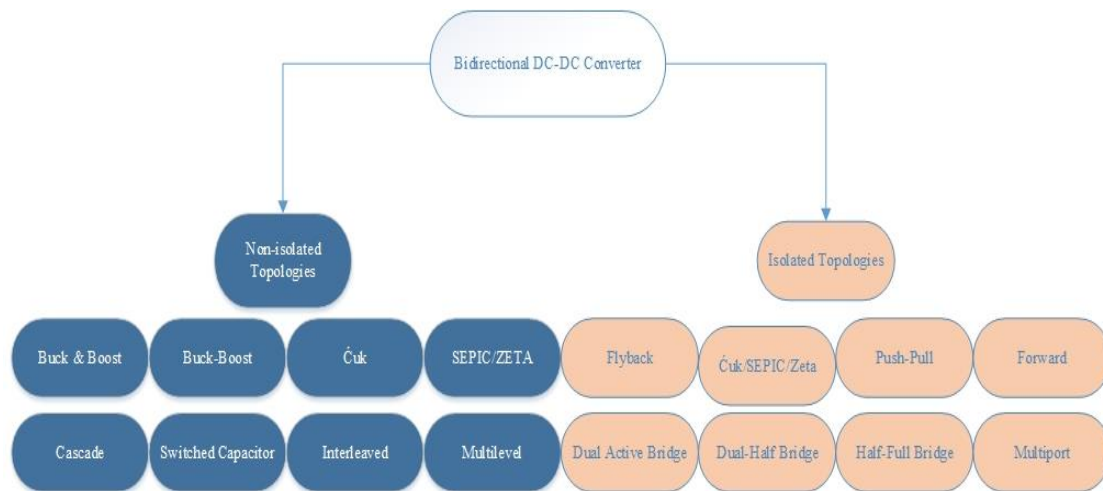 Bidirectional DC-DC Converter
Non-isolated
Topologies
Isolated Topologies
Buck & Boost
Buck-Boost
Ćuk
SEPIC/ZETA
Flyback
Ćuk/SEPIC/Zeta
Push-Pull
Forward
Cascade
Switched Capacitor
Interleaved
Multilevel
Dual Active Bridge
Dual-Half Bridge
Half-Full Bridge
Multiport